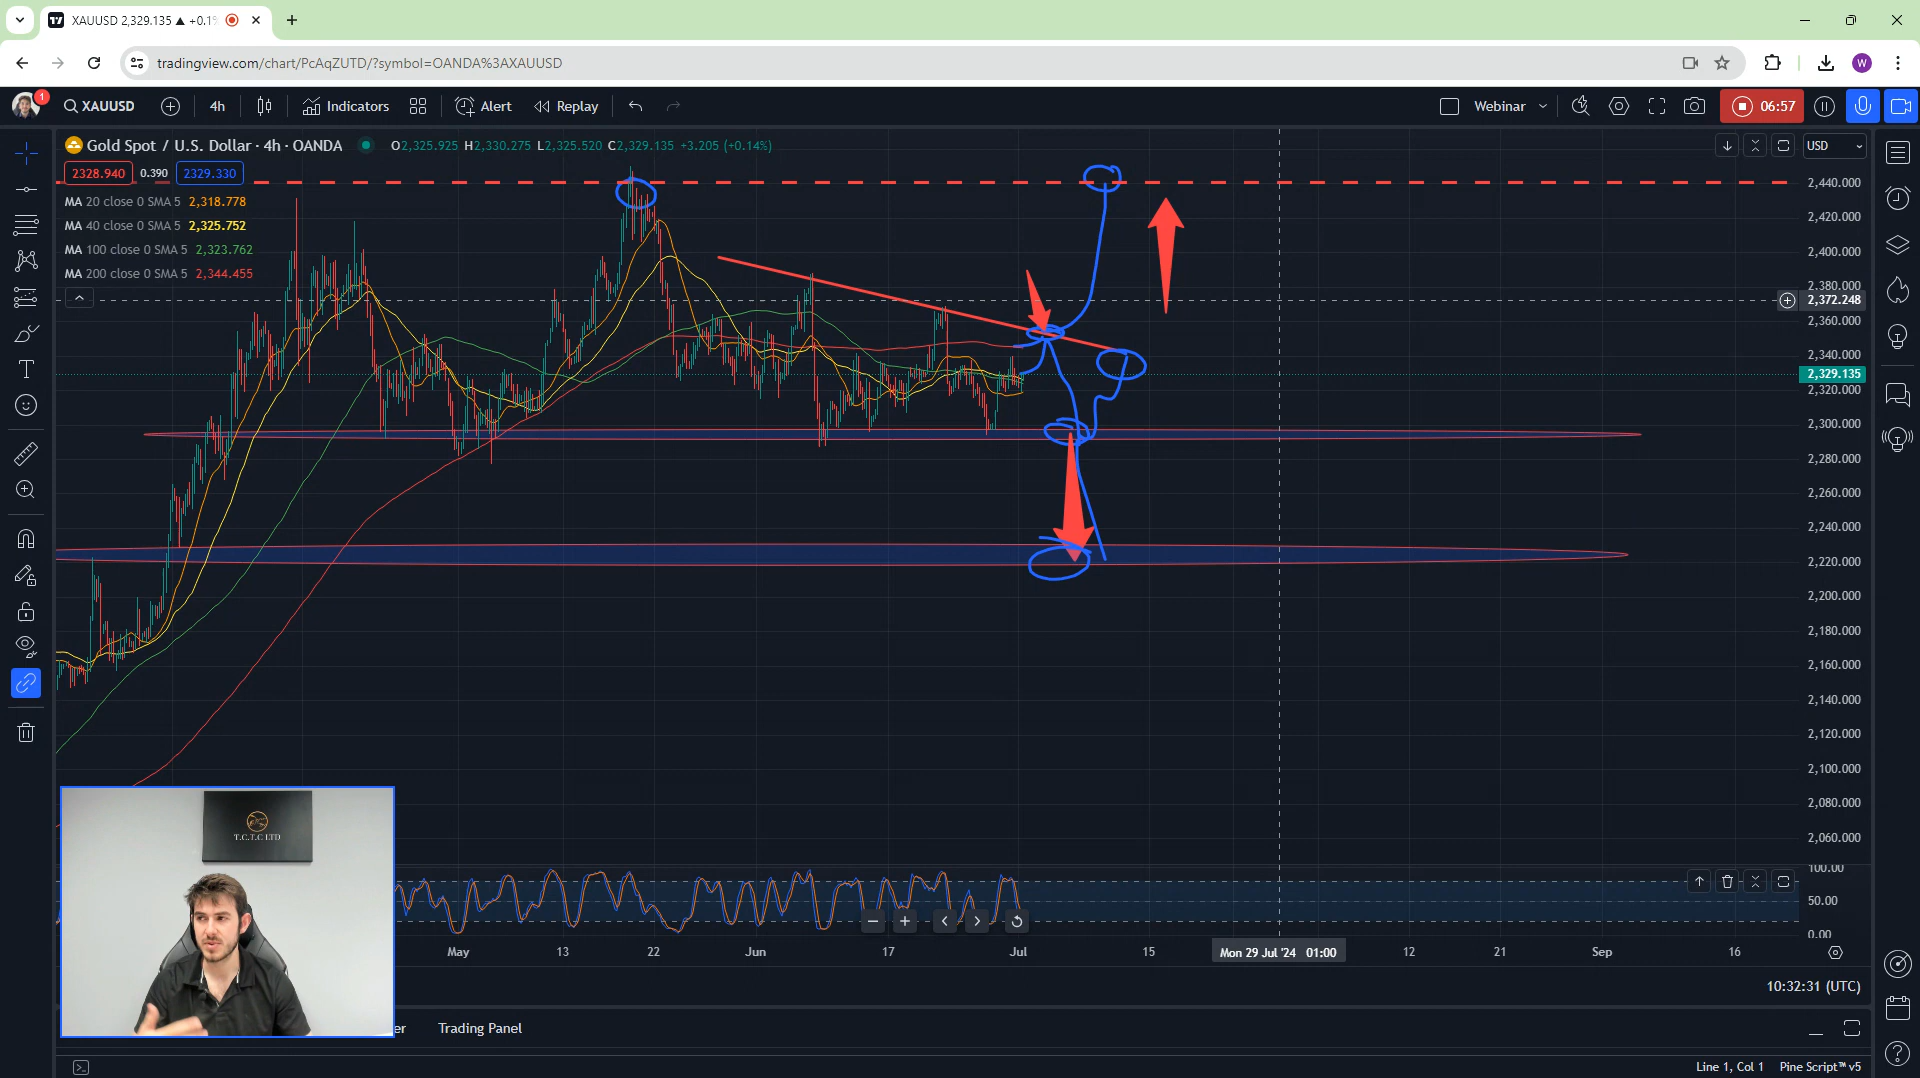 XAUUSD 2,329.135 ▲ +0.1
tradingview.com/chart/PcAqZUTD/?symbol=OANDA%3AXAUUSD
W
1
XAUUSD
4h
Indicators
Alert
Replay
Webinar
06:57
Gold Spot / U.S. Dollar · 4h · OANDA
O2,325.925 H2,330.275 L2,325.520 C2,329.135 +3.205 (+0.14%)
USD
2328.940 0.390 2329.330
MA 20 close 0 SMA 5 2,318.778
MA 40 close 0 SMA 5 2,325.752
MA 100 close 0 SMA 5 2,323.762
MA 200 close 0 SMA 5 2,344.455
2,440.000
2,420.000
2,400.000
2,380.000
2,372.248
2,360.000
2,340.000
2,329.135
2,320.000
2,300.000
2,280.000
2,260.000
2,240.000
2,220.000
2,200.000
2,180.000
2,160.000
2,140.000
2,120.000
2,100.000
2,080.000
2,060.000
100.00
50.00
0.00
T.C.T.C LTD
May 13 22 Jun 17 Jul 15 Mon 29 Jul '24 01:00 12 21 Sep 16
10:32:31 (UTC)
er Trading Panel
Line 1, Col 1 Pine Script™ v5